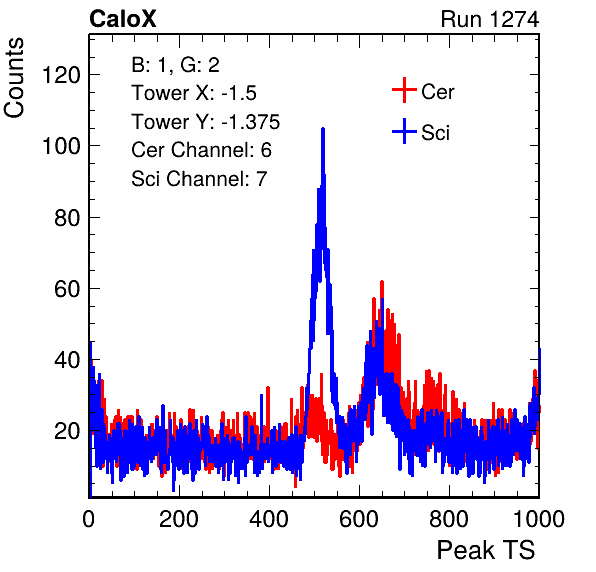 CaloX Run 1274
Counts
B: 1, G: 2
Tower X: -1.5
Tower Y: -1.375
Cer Channel: 6
Sci Channel: 7
Cer
Sci
120
100
80
60
40
20
0 200 400 600 800 1000
Peak TS